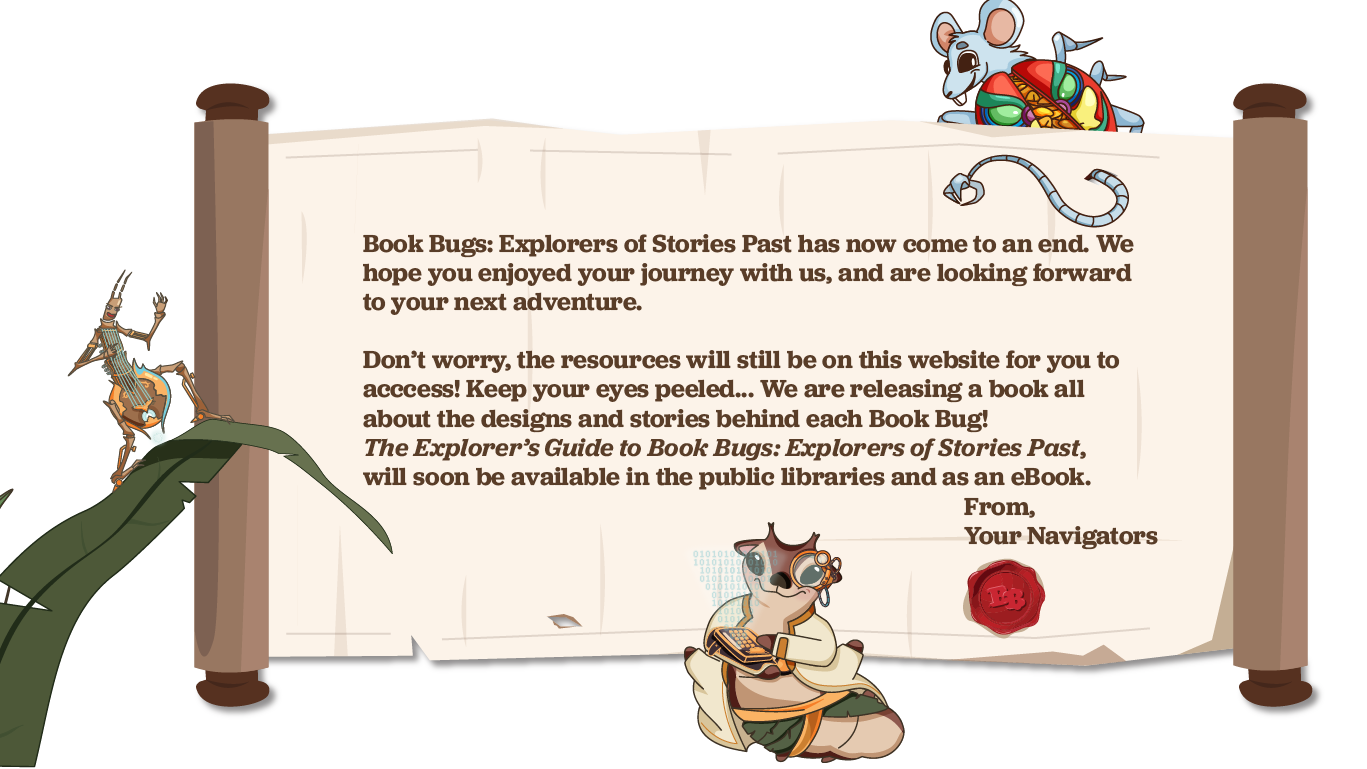 Book Bugs: Explorers of Stories Past has now come to an end. We
hope you enjoyed your journey with us, and are looking forward
to your next adventure.
Don’t worry, the resources will still be on this website for you to
acccess! Keep your eyes peeled... We are releasing a book all
about the designs and stories behind each Book Bug!
The Explorer’s Guide to Book Bugs: Explorers of Stories Past,
will soon be available in the public libraries and as an eBook.
From,
Your Navigators
EB